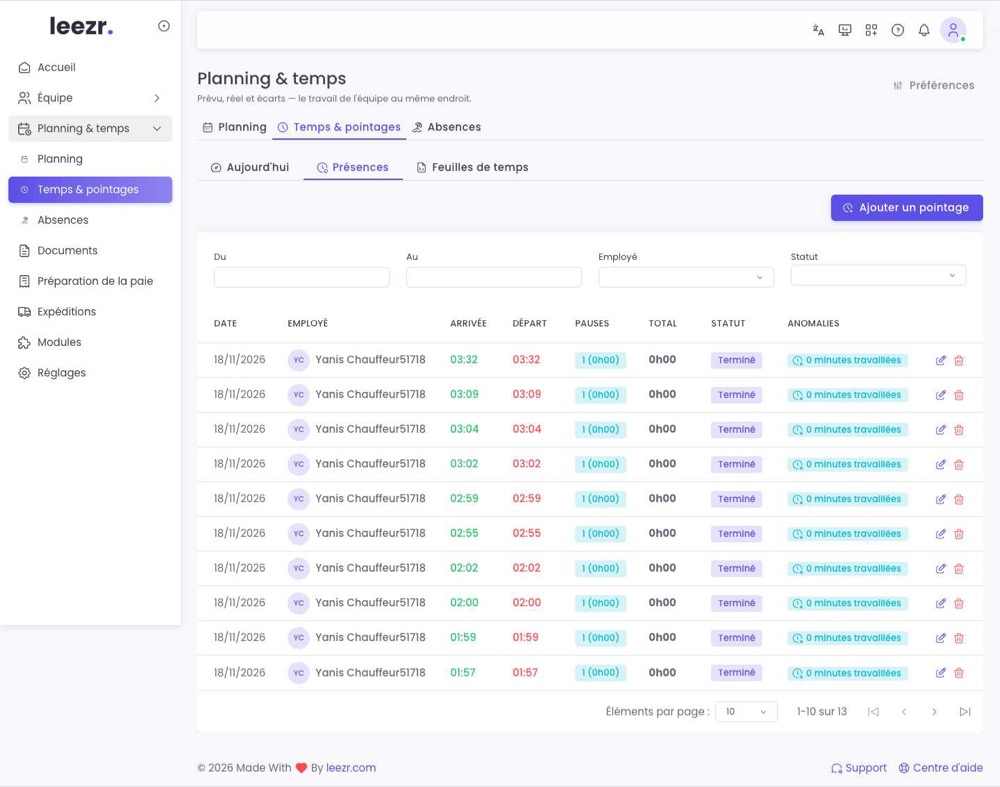 leezr.
Accueil
Équipe
Planning & temps
Planning
Temps & pointages
Absences
Documents
Préparation de la paie
Expéditions
Modules
Réglages
Planning & temps
Prévu, réel et écarts — le travail de l'équipe au même endroit.
Préférences
Planning Temps & pointages Absences
Aujourd'hui Présences Feuilles de temps
Ajouter un pointage
Du Au Employé Statut
DATE EMPLOYÉ ARRIVÉE DÉPART PAUSES TOTAL STATUT ANOMALIES
18/11/2026 YC Yanis Chauffeur51718 03:32 03:32 1 (0h00) 0h00 Terminé 0 minutes travaillées
18/11/2026 YC Yanis Chauffeur51718 03:09 03:09 1 (0h00) 0h00 Terminé 0 minutes travaillées
18/11/2026 YC Yanis Chauffeur51718 03:04 03:04 1 (0h00) 0h00 Terminé 0 minutes travaillées
18/11/2026 YC Yanis Chauffeur51718 03:02 03:02 1 (0h00) 0h00 Terminé 0 minutes travaillées
18/11/2026 YC Yanis Chauffeur51718 02:59 02:59 1 (0h00) 0h00 Terminé 0 minutes travaillées
18/11/2026 YC Yanis Chauffeur51718 02:55 02:55 1 (0h00) 0h00 Terminé 0 minutes travaillées
18/11/2026 YC Yanis Chauffeur51718 02:02 02:02 1 (0h00) 0h00 Terminé 0 minutes travaillées
18/11/2026 YC Yanis Chauffeur51718 02:00 02:00 1 (0h00) 0h00 Terminé 0 minutes travaillées
18/11/2026 YC Yanis Chauffeur51718 01:59 01:59 1 (0h00) 0h00 Terminé 0 minutes travaillées
18/11/2026 YC Yanis Chauffeur51718 01:57 01:57 1 (0h00) 0h00 Terminé 0 minutes travaillées
Éléments par page : 10 1-10 sur 13
© 2026 Made With ❤ By leezr.com Support Centre d'aide